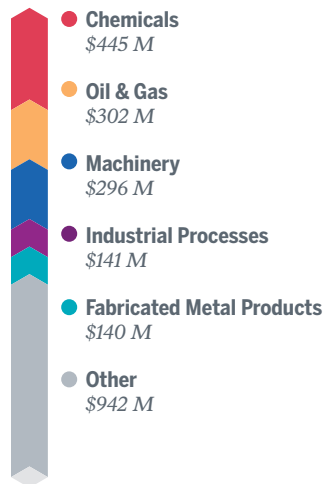 Chemicals
$445 M
Oil & Gas
$302 M
Machinery
$296 M
Industrial Processes
$141 M
Fabricated Metal Products
$140 M
Other
$942 M